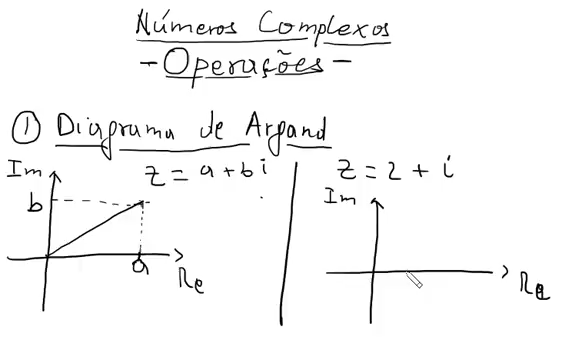 Números Complexos
- Operações -
① Diagrama de Argand
Im
z = a + bi
b
a
Re
z = 2 + i
Im
Re